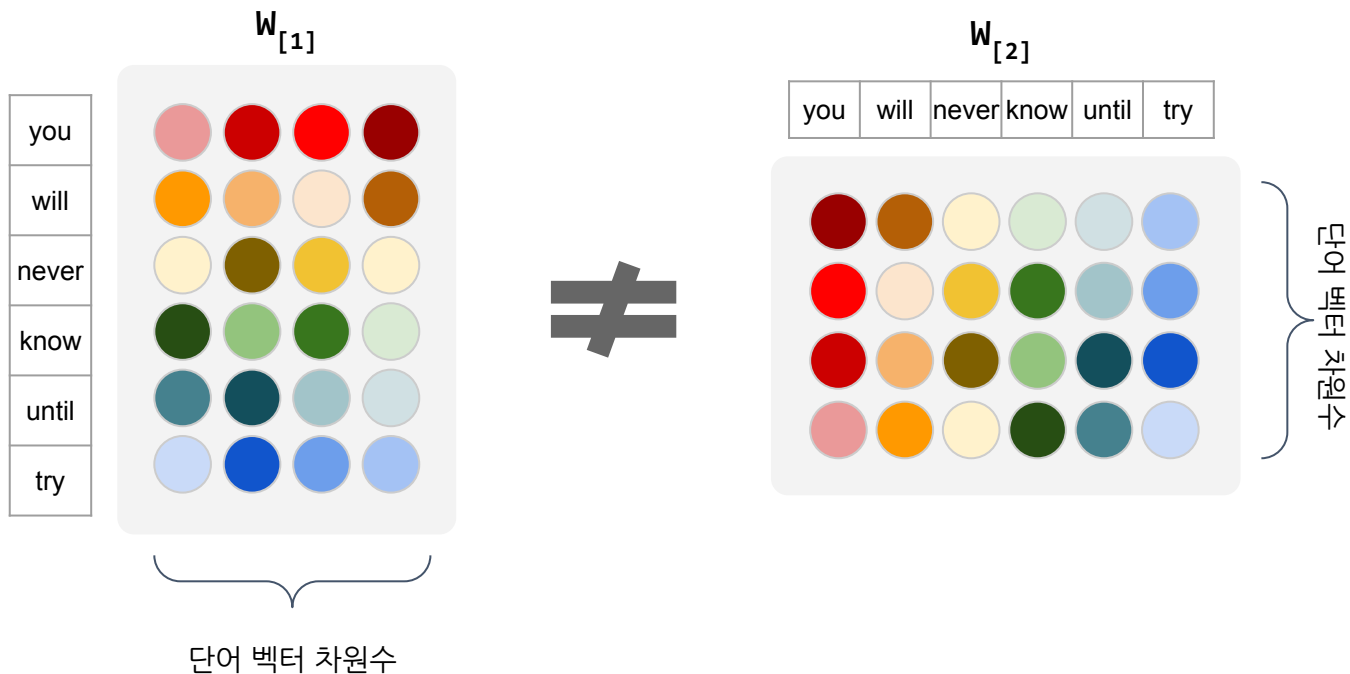 W[1]
you
will
never
know
until
try
단어 벡터 차원수
≠
W[2]
you will never know until try
단어 벡터 차원수